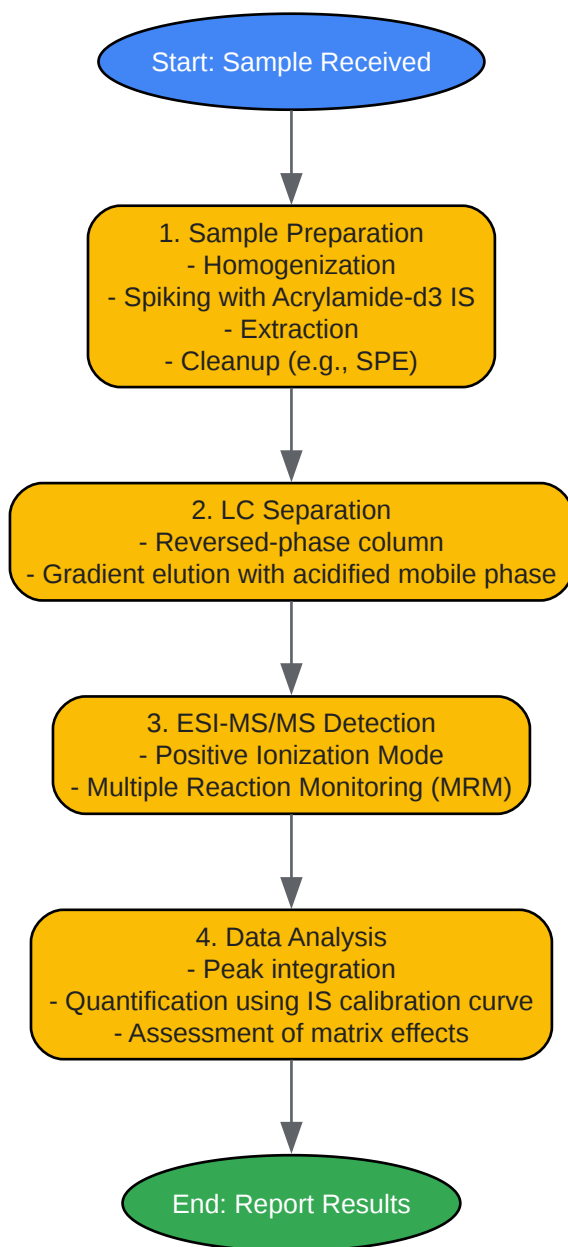 Start: Sample Received
1. Sample Preparation
- Homogenization
- Spiking with Acrylamide-d3 IS
- Extraction
- Cleanup (e.g., SPE)
2. LC Separation
- Reversed-phase column
- Gradient elution with acidified mobile phase
3. ESI-MS/MS Detection
- Positive Ionization Mode
- Multiple Reaction Monitoring (MRM)
4. Data Analysis
- Peak integration
- Quantification using IS calibration curve
- Assessment of matrix effects
End: Report Results